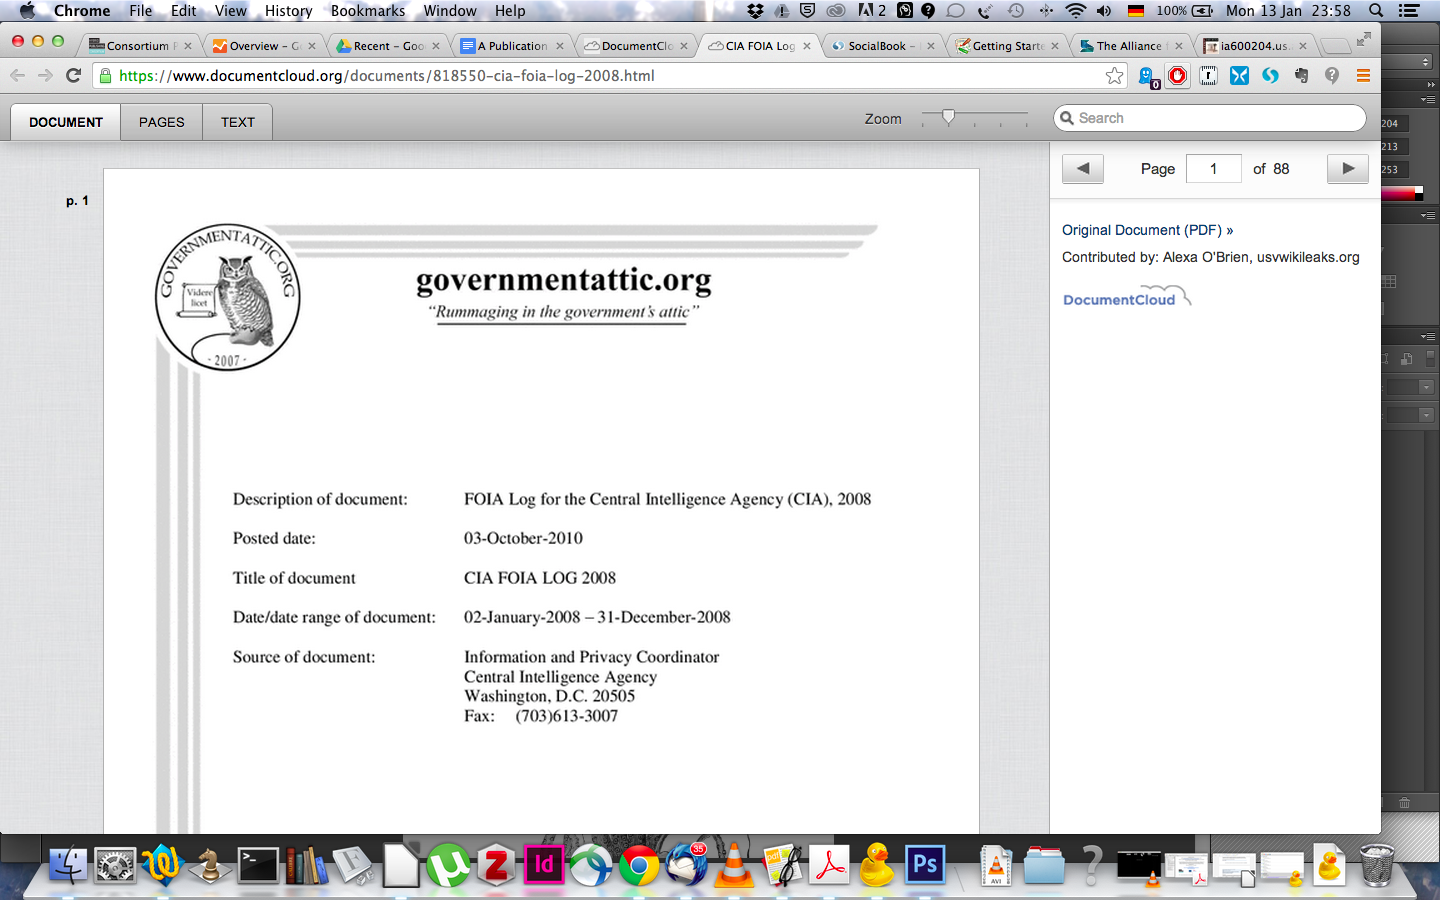 Chrome File Edit View History Bookmarks Window Help
2 100% Mon 13 Jan 23:58
Consortium Overview – G Recent – Goo A Publication DocumentClo CIA FOIA Log SocialBook – Getting Starte The Alliance ia600204.us.
https://www.documentcloud.org/documents/818550-cia-foia-log-2008.html
0
DOCUMENT PAGES TEXT Zoom Search
204
213
253
Page 1 of 88
p. 1
Original Document (PDF) »
Contributed by: Alexa O'Brien, usvwikileaks.org
DocumentCloud
GOVERNMENTATTIC.ORG
Videre
licet
- 2007 -
governmentattic.org
“Rummaging in the government’s attic”
Description of document: FOIA Log for the Central Intelligence Agency (CIA), 2008
Posted date: 03-October-2010
Title of document CIA FOIA LOG 2008
Date/date range of document: 02-January-2008 – 31-December-2008
Source of document: Information and Privacy Coordinator
Central Intelligence Agency
Washington, D.C. 20505
Fax: (703)613-3007
Id
35
pdf
Ps
AVI